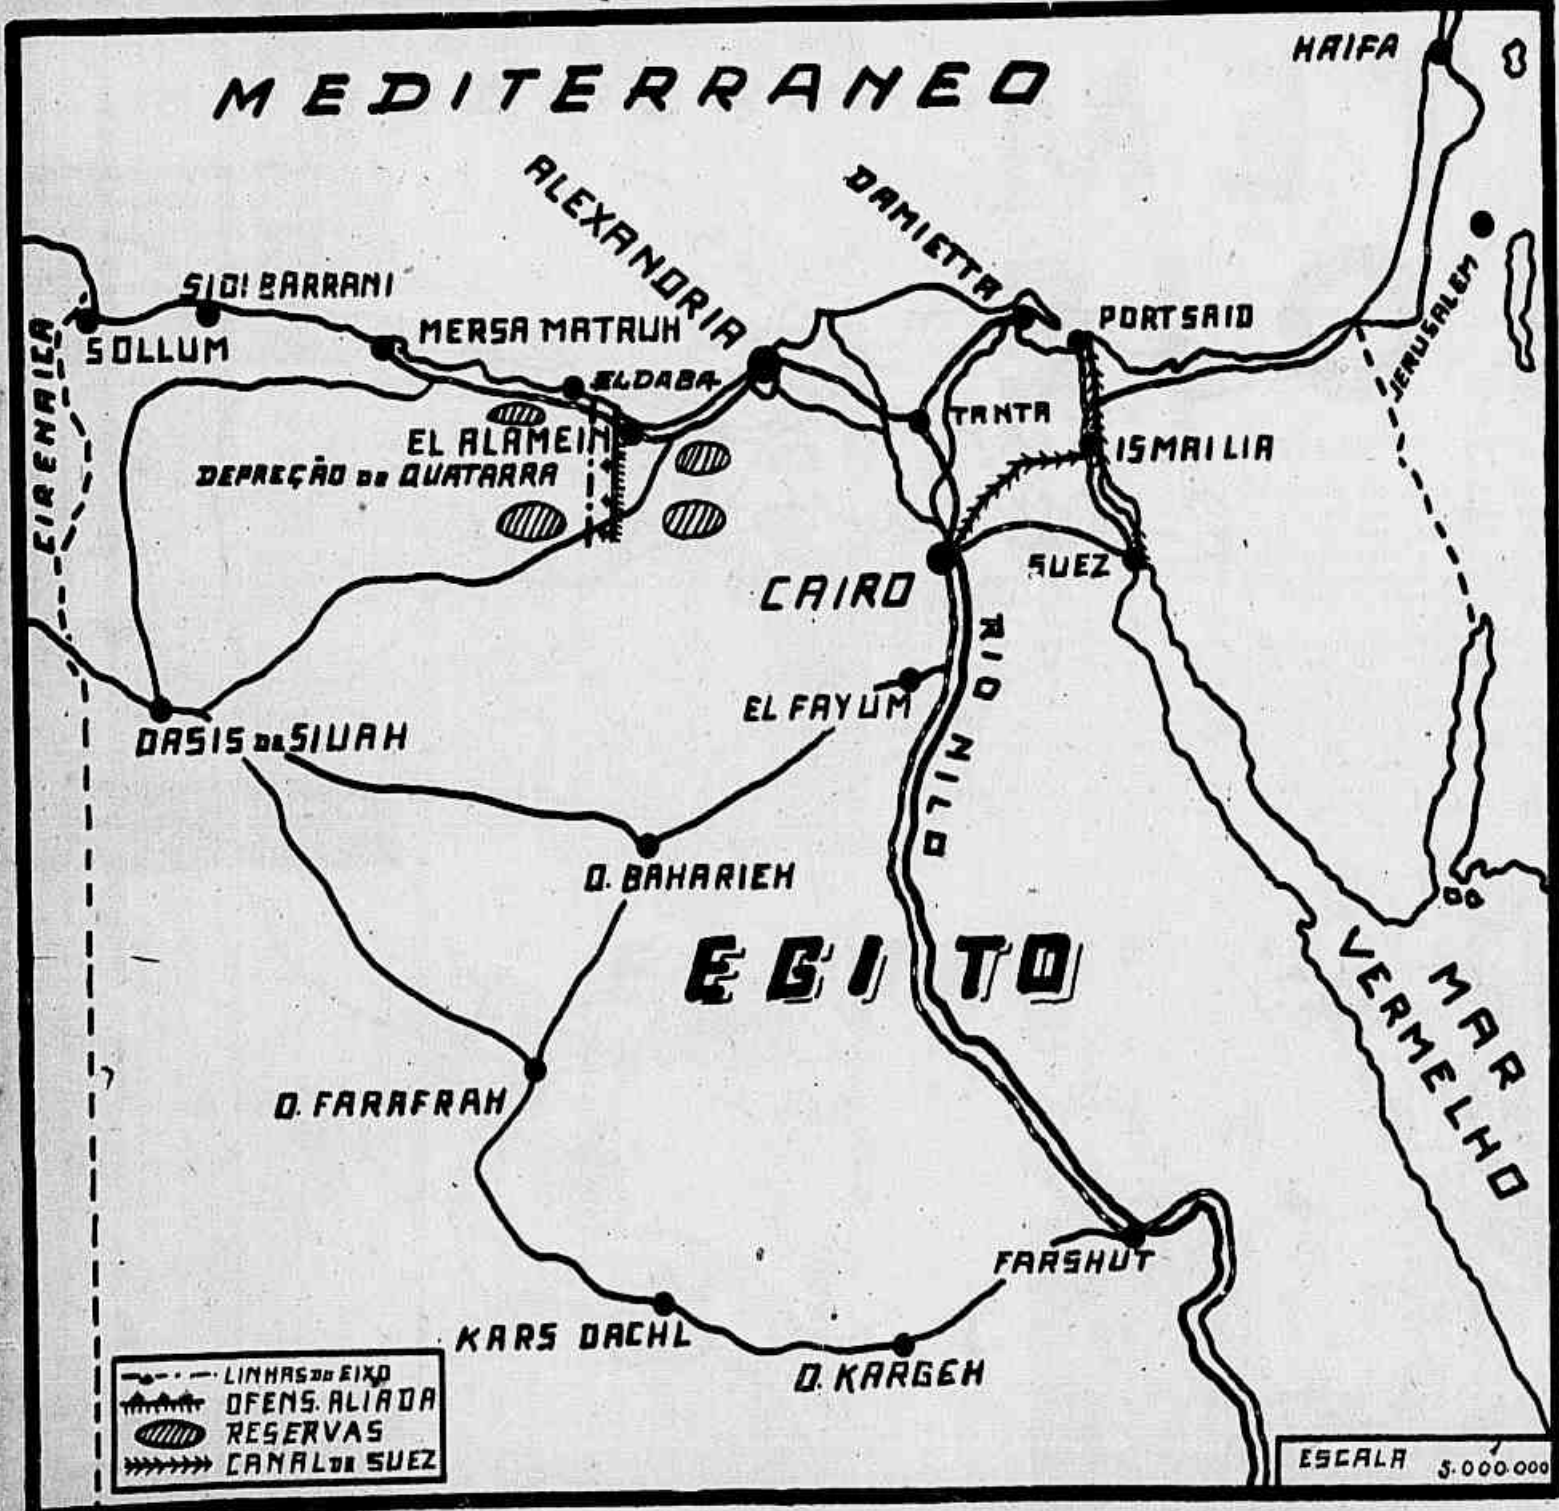 MEDITERRANEO
HAIFA
ALEXANDRIA
DAMIETTA
SIDI BARRANI
SOLLUM
MERSA MATRUH
PORT SAID
JERUSALEM
CIRENAICA
ELDABA
TANTA
EL ALAMEIN
ISMAILIA
DEPREÇÃO DE QUATARRA
SUEZ
CAIRO
RIO NILO
EL FAYUM
OASIS DE SIUAH
O. BAHARIEH
EGITO
MAR
VERMELHO
O. FARAFRAH
FARSHUT
KARS DACHL
O. KARGEH
LINHAS DO EIXO
OFENS. ALIADA
RESERVAS
CANAL DE SUEZ
ESCALA 5.000.000